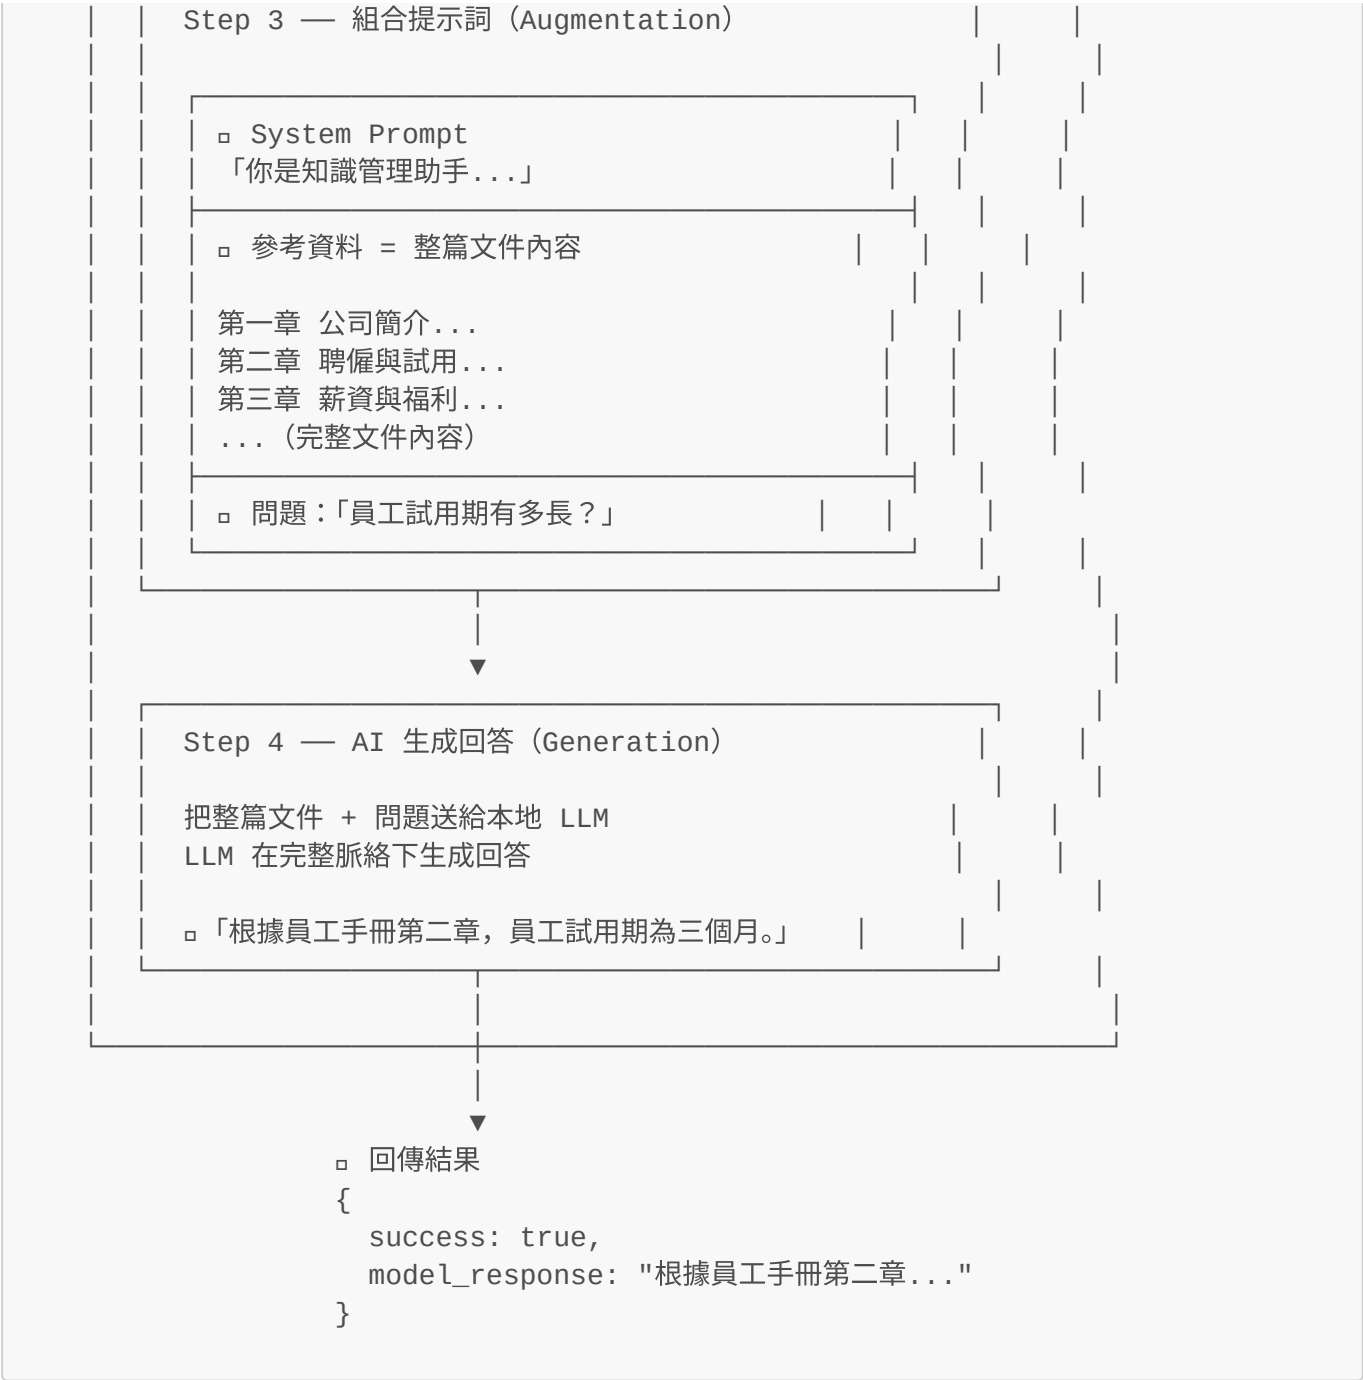 Step 3 —— 組合提示詞（Augmentation）
System Prompt
「你是知識管理助手...」
參考資料 = 整篇文件內容
第一章 公司簡介...
第二章 聘僱與試用...
第三章 薪資與福利...
...（完整文件內容）
問題：「員工試用期有多長？」
▼
Step 4 —— AI 生成回答（Generation）
把整篇文件 + 問題送給本地 LLM
LLM 在完整脈絡下生成回答
「根據員工手冊第二章，員工試用期為三個月。」
▼
回傳結果
{
success: true,
model_response: "根據員工手冊第二章..."
}